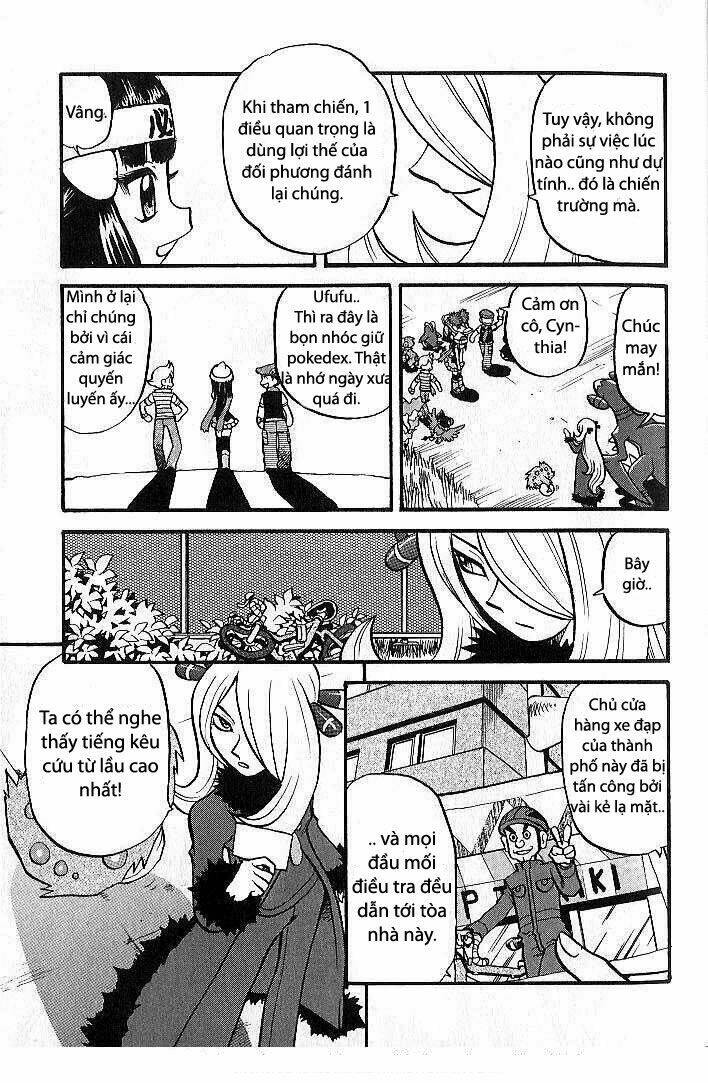 Tuy vậy, không
phải sự việc lúc
nào cũng như dự
tính.. đó là chiến
trường mà.
Khi tham chiến, 1
điều quan trọng là
dùng lợi thế của
đối phương đánh
lại chúng.
Vâng.
Chúc
may
mắn!
Cảm ơn
cô, Cyn-
thia!
Ufufu..
Thì ra đây là
bọn nhóc giữ
pokedex. Thật
là nhớ ngày xưa
quá đi.
Mình ở lại
chỉ chúng
bởi vì cái
cảm giác
quyến
luyến ấy...
Bây
giờ..
Chủ cửa
hàng xe đạp
của thành
phố này đã bị
tấn công bởi
vài kẻ lạ mặt..
.. và mọi
đầu mối
điều tra đều
dẫn tới tòa
nhà này.
Ta có thể nghe
thấy tiếng kêu
cứu từ lầu cao
nhất!